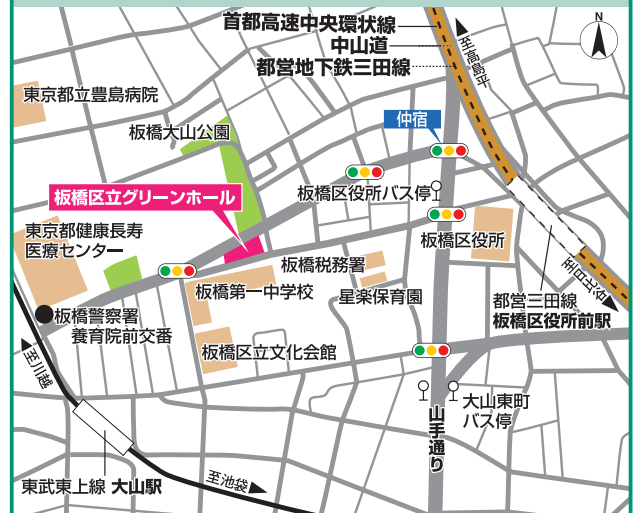 首都高速中央環状線
中山道
都営地下鉄三田線
至高島平
N
東京都立豊島病院
板橋大山公園
仲宿
板橋区役所バス停
板橋区立グリーンホール
東京都健康長寿
医療センター
板橋区役所
板橋税務署
星楽保育園
板橋第一中学校
至日比谷
都営三田線
板橋区役所前駅
板橋警察署
養育院前交番
板橋区立文化会館
至川越
大山東町
バス停
山手通り
東武東上線 大山駅
至池袋